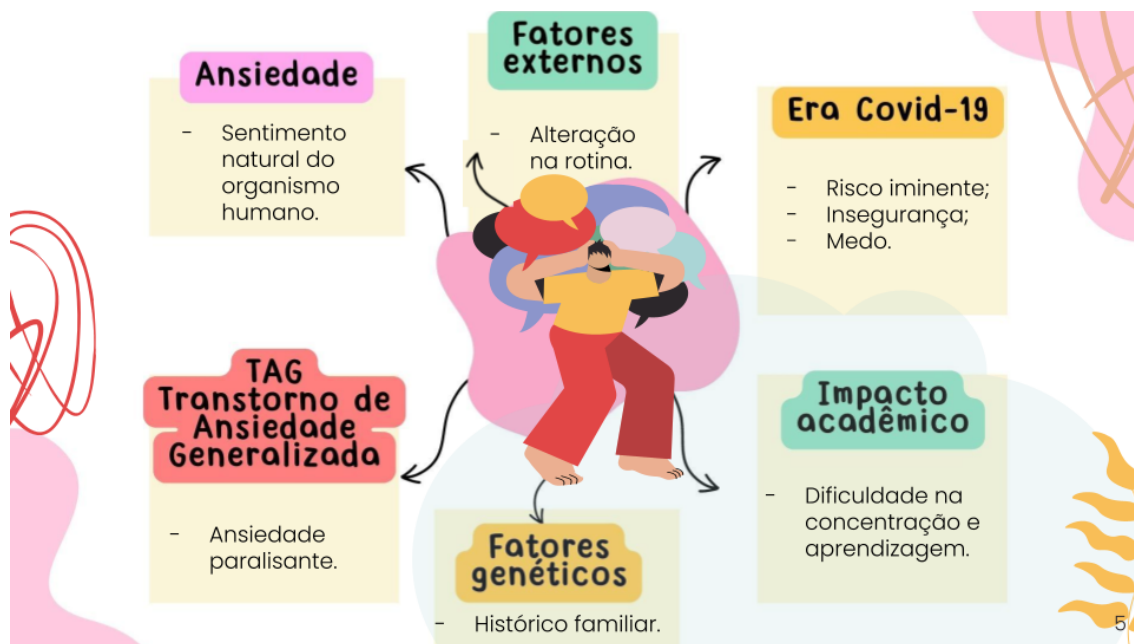 Ansiedade
- Sentimento
natural do
organismo
humano.
Fatores
externos
- Alteração
na rotina.
Era Covid-19
- Risco iminente;
- Insegurança;
- Medo.
TAG
Transtorno de
Ansiedade
Generalizada
- Ansiedade
paralisante.
Fatores
genéticos
- Histórico familiar.
Impacto
acadêmico
- Dificuldade na
concentração e
aprendizagem.
5